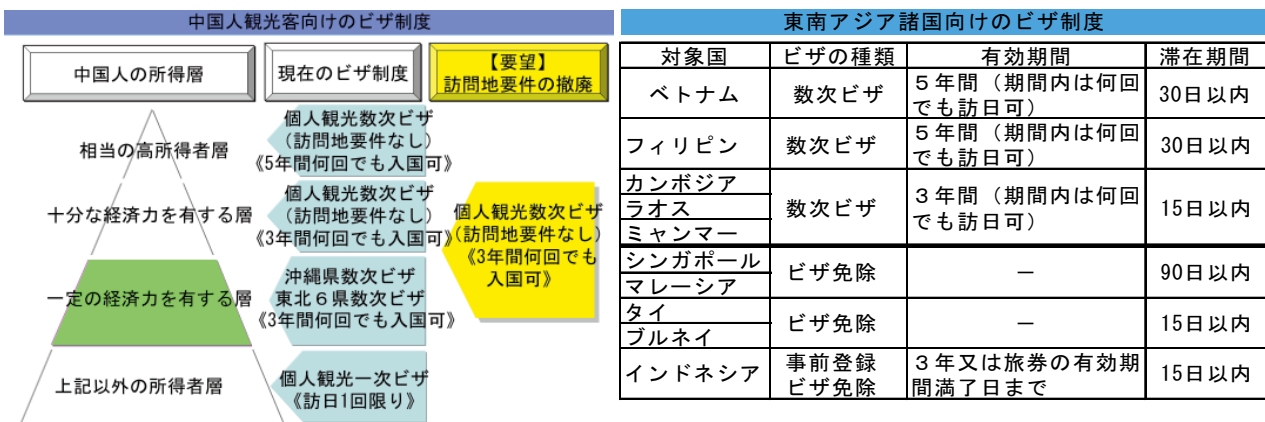 中国人観光客向けのビザ制度
中国人の所得層
現在のビザ制度
【要望】
訪問地要件の撤廃
相当の高所得者層
個人観光数次ビザ
(訪問地要件なし)
《5年間何回でも入国可》
十分な経済力を有する層
個人観光数次ビザ
(訪問地要件なし)
《3年間何回でも入国可》
個人観光数次ビザ
(訪問地要件なし)
《3年間何回でも
入国可》
一定の経済力を有する層
沖縄県数次ビザ
東北６県数次ビザ
《3年間何回でも入国可》
上記以外の所得者層
個人観光一次ビザ
《訪日1回限り》
東南アジア諸国向けのビザ制度
対象国 ビザの種類 有効期間 滞在期間
ベトナム 数次ビザ ５年間（期間内は何回
でも訪日可） 30日以内
フィリピン 数次ビザ ５年間（期間内は何回
でも訪日可） 30日以内
カンボジア
ラオス 数次ビザ ３年間（期間内は何回
でも訪日可） 15日以内
ミャンマー
シンガポール
マレーシア ビザ免除 － 90日以内
タイ
ブルネイ ビザ免除 － 15日以内
インドネシア 事前登録
ビザ免除 ３年又は旅券の有効期
間満了日まで 15日以内